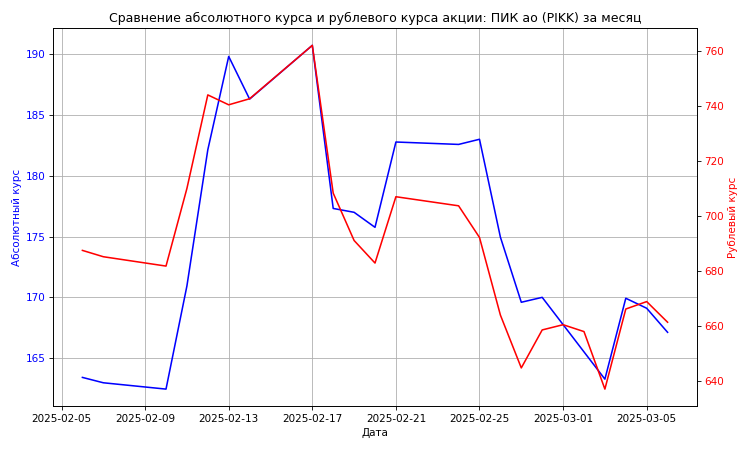 Сравнение абсолютного курса и рублевого курса акции: ПИК ао (PIKK) за месяц
Абсолютный курс
190
185
180
175
170
165
760
740
720
700
680
660
640
Рублевый курс
2025-02-05 2025-02-09 2025-02-13 2025-02-17 2025-02-21 2025-02-25 2025-03-01 2025-03-05
Дата